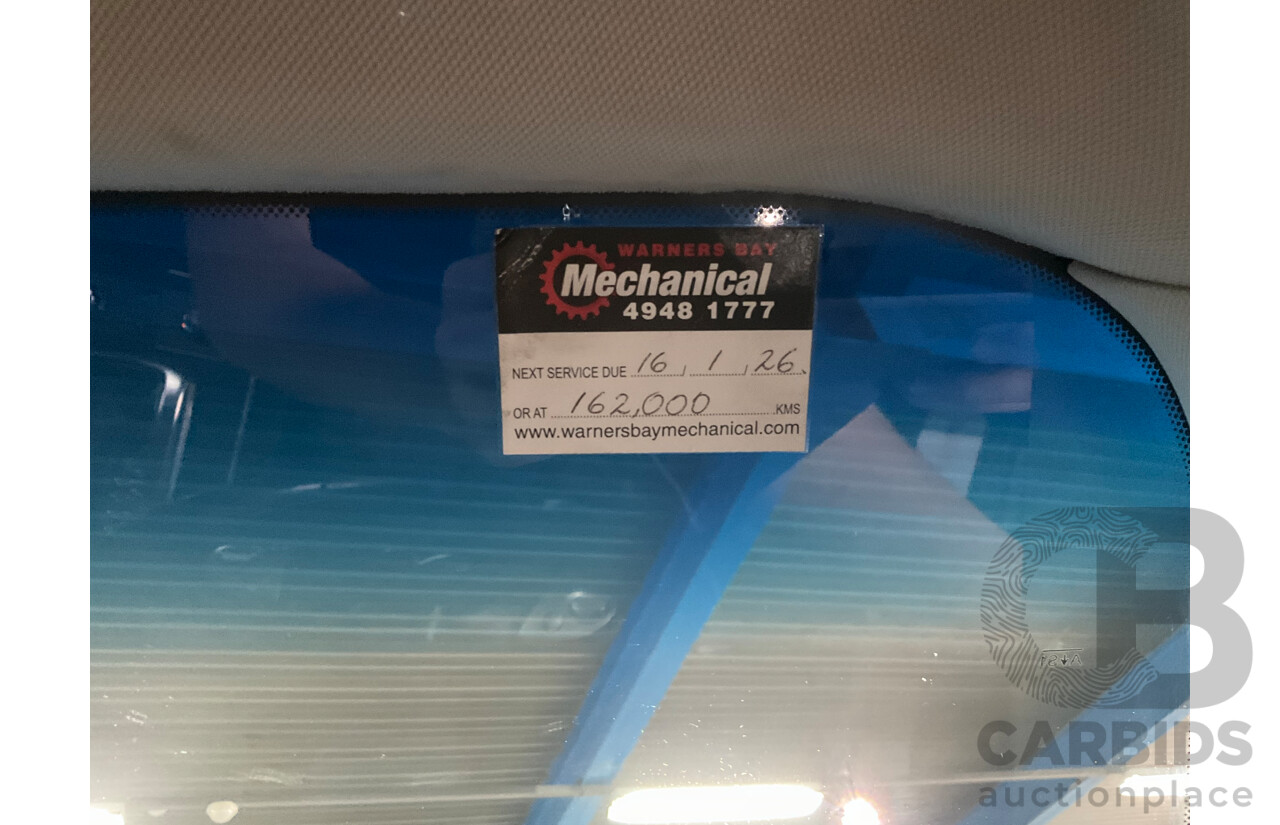 WARNERS BAY
Mechanical
4948 1777
NEXT SERVICE DUE 16 / 1 / 26
OR AT 162,000 KMS
www.warnersbaymechanical.com
CB
CARBIDS
auctionplace